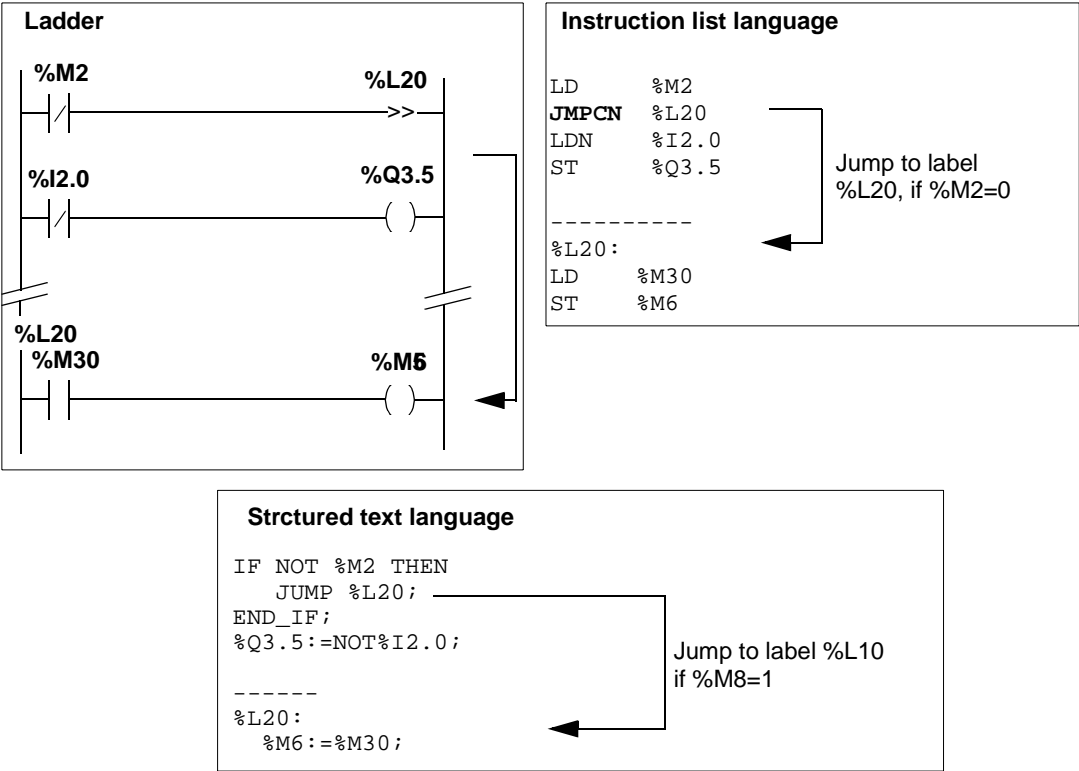 Ladder
%M2
%L20
>>
%I2.0
%Q3.5
%L20
%M30
Instruction list language
LD %M2
JMPCN %L20
LDN %I2.0
ST %Q3.5
----------
%L20:
LD %M30
ST %M6
Jump to label
%L20, if %M2=0
Strctured text language
IF NOT %M2 THEN
JUMP %L20;
END_IF;
%Q3.5:=NOT%I2.0;
------
%L20:
%M6:=%M30;
Jump to label %L10
if %M8=1